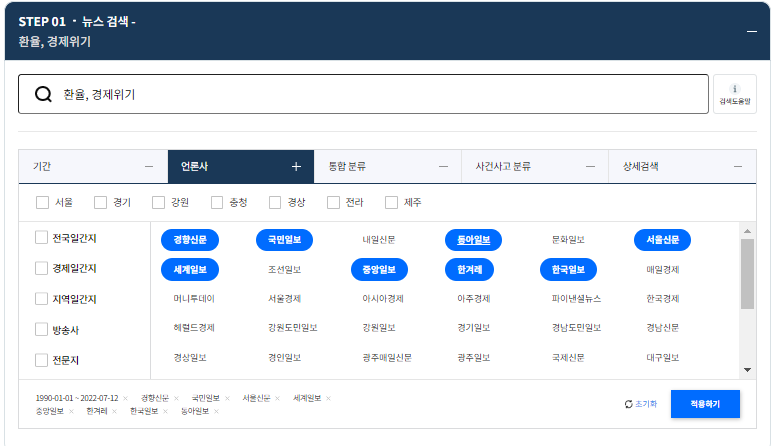 STEP 01 · 뉴스 검색 -
환율, 경제위기
환율, 경제위기
i
검색도움말
기간 언론사 통합 분류 사건사고 분류 상세검색
서울 경기 강원 충청 경상 전라 제주
전국일간지 경향신문 국민일보 내일신문 동아일보 문화일보 서울신문
경제일간지 세계일보 조선일보 중앙일보 한겨레 한국일보 매일경제
지역일간지 머니투데이 서울경제 아시아경제 아주경제 파이낸셜뉴스 한국경제
방송사 헤럴드경제 강원도민일보 강원일보 경기일보 경남도민일보 경남신문
전문지 경상일보 경인일보 광주매일신문 광주일보 국제신문 대구일보
1990-01-01 ~ 2022-07-12 × 경향신문 × 국민일보 × 서울신문 × 세계일보 ×
중앙일보 × 한겨레 × 한국일보 × 동아일보 ×
초기화 적용하기